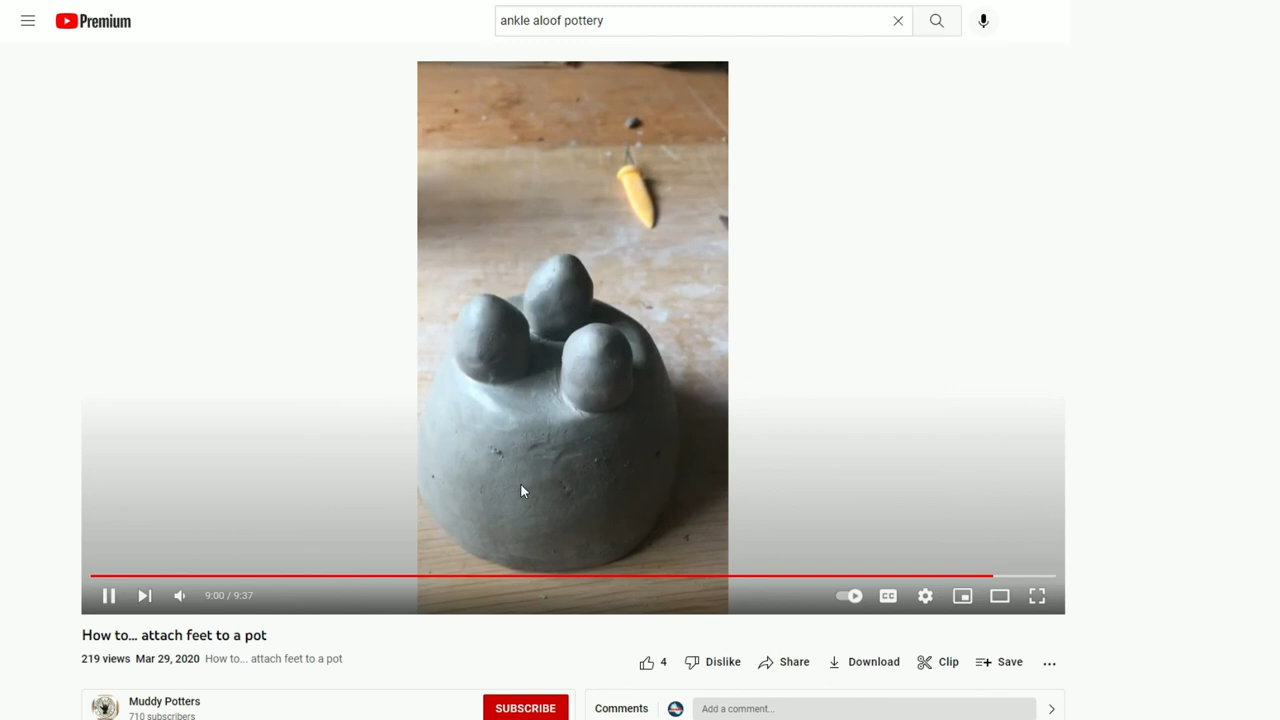 Premium
ankle aloof pottery
9:00 / 9:37
CC
How to... attach feet to a pot
219 views Mar 29, 2020 How to... attach feet to a pot
4 Dislike Share Download Clip Save
Muddy Potters
710 subscribers
SUBSCRIBE
Comments
Add a comment...